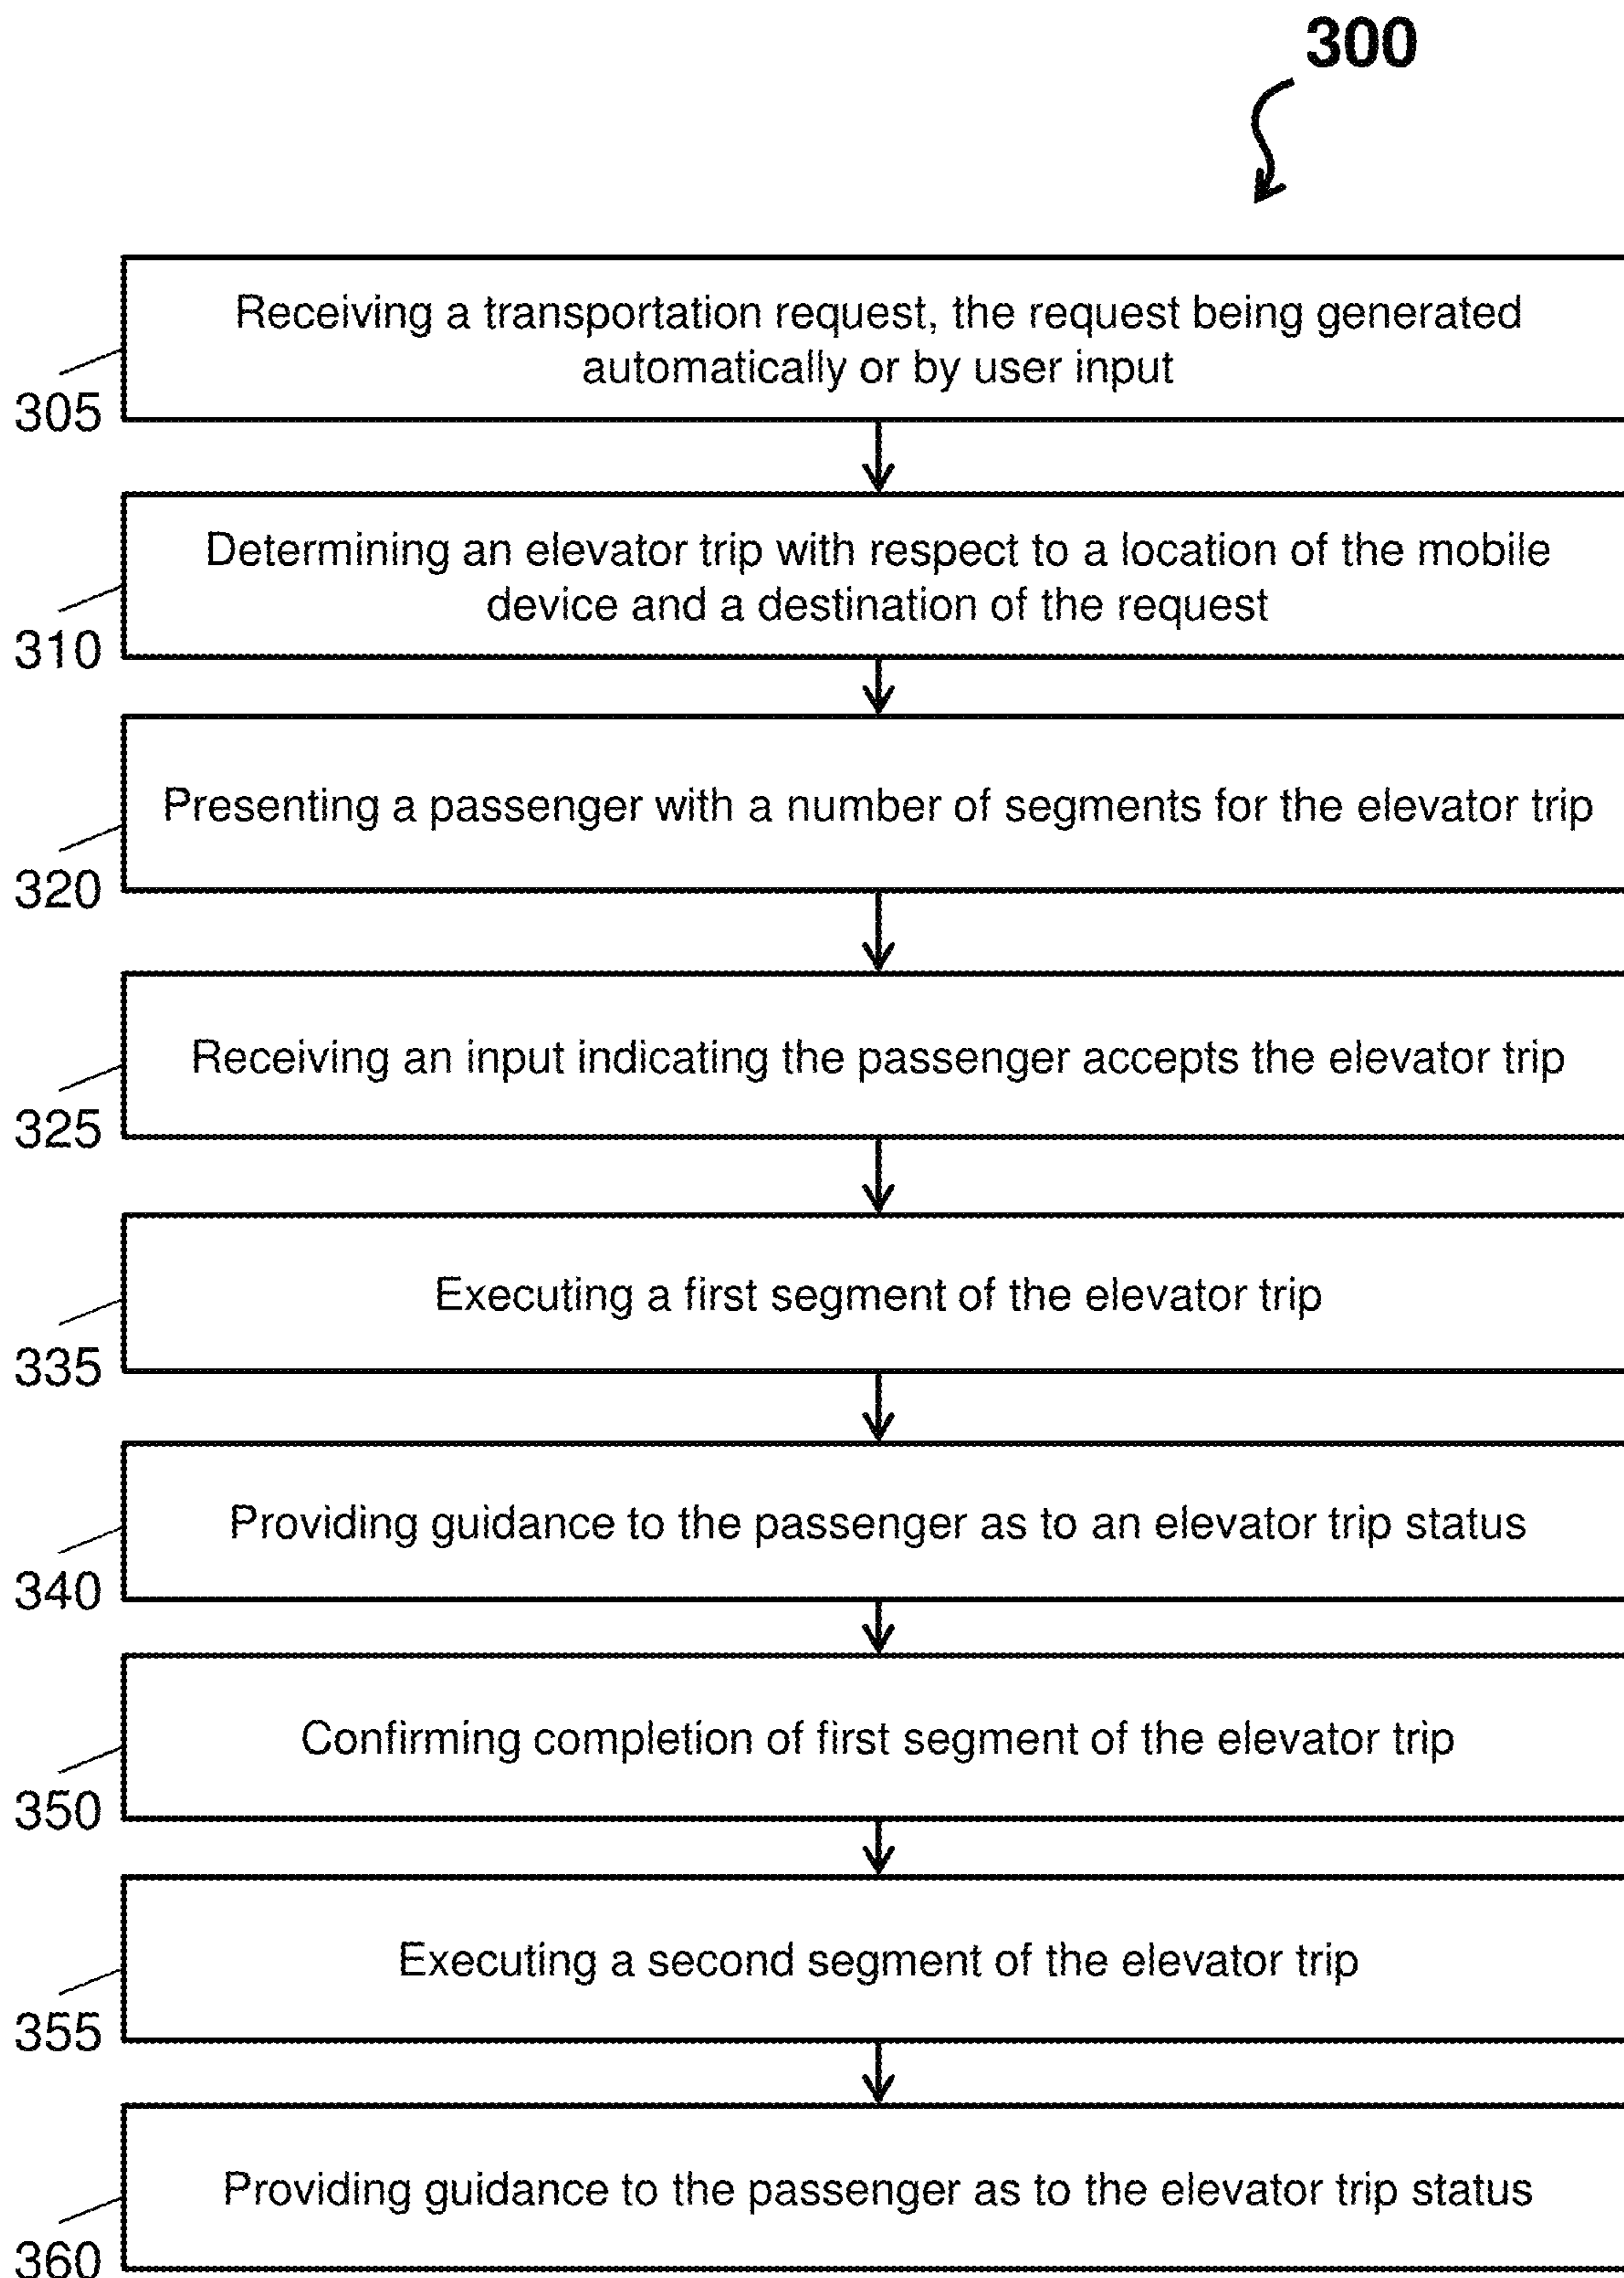 300
Receiving a transportation request, the request being generated
automatically or by user input
305
Determining an elevator trip with respect to a location of the mobile
device and a destination of the request
310
Presenting a passenger with a number of segments for the elevator trip
320
Receiving an input indicating the passenger accepts the elevator trip
325
Executing a first segment of the elevator trip
335
Providing guidance to the passenger as to an elevator trip status
340
Confirming completion of first segment of the elevator trip
350
Executing a second segment of the elevator trip
355
Providing guidance to the passenger as to the elevator trip status
360